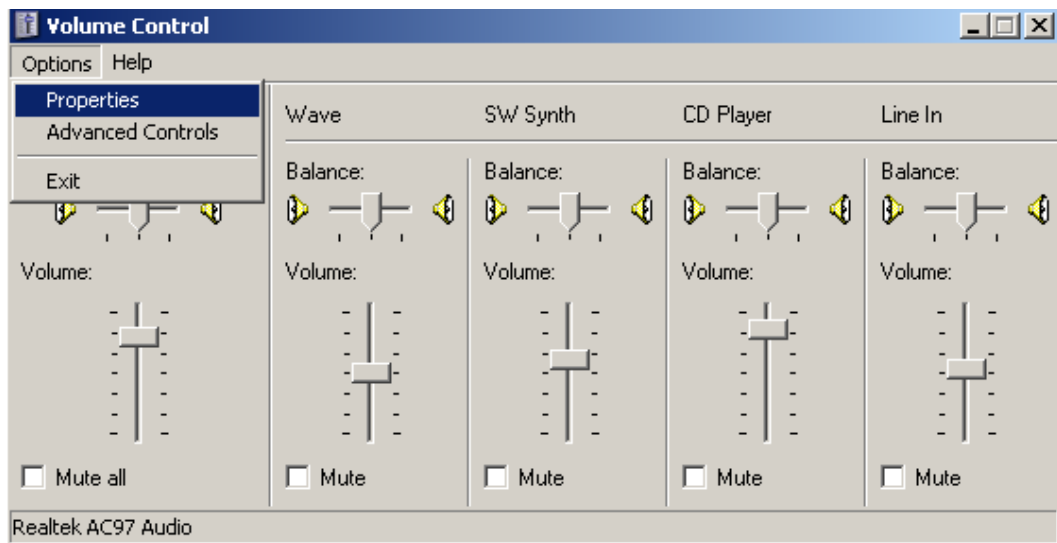 Volume Control
Options Help
Properties
Advanced Controls
Exit
Wave SW Synth CD Player Line In
Balance: Balance: Balance: Balance:
Volume: Volume: Volume: Volume: Volume:
Mute all Mute Mute Mute Mute
Realtek AC97 Audio